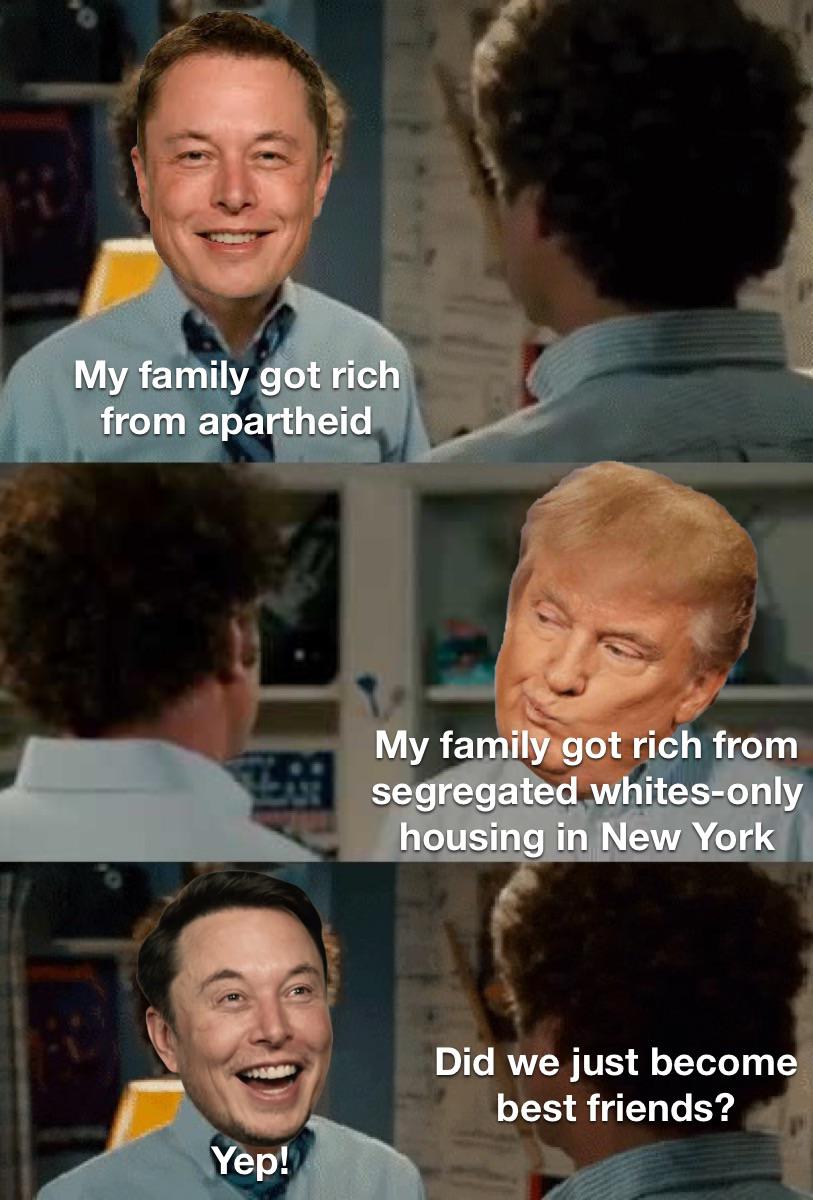 My family got rich
from apartheid
My family got rich from
segregated whites-only
housing in New York
Did we just become
best friends?
Yep!